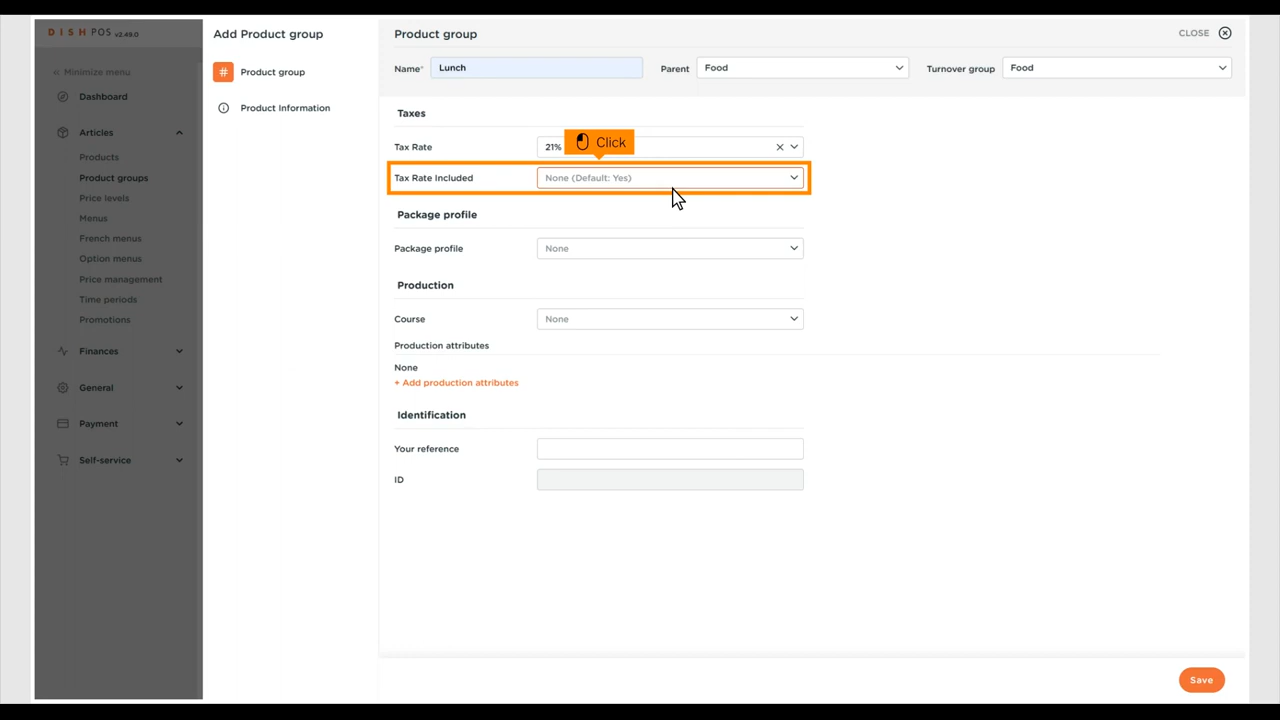 DISH POS v2.49.0
Minimize menu
Dashboard
Articles
Products
Product groups
Price levels
Menus
French menus
Option menus
Price management
Time periods
Promotions
Finances
General
Payment
Self-service
Add Product group
Product group
Product Information
Product group
CLOSE
Name* Lunch Parent Food Turnover group Food
Taxes
Tax Rate 21%
Click
Tax Rate Included None (Default: Yes)
Package profile
Package profile None
Production
Course None
Production attributes
None
+ Add production attributes
Identification
Your reference
ID
Save